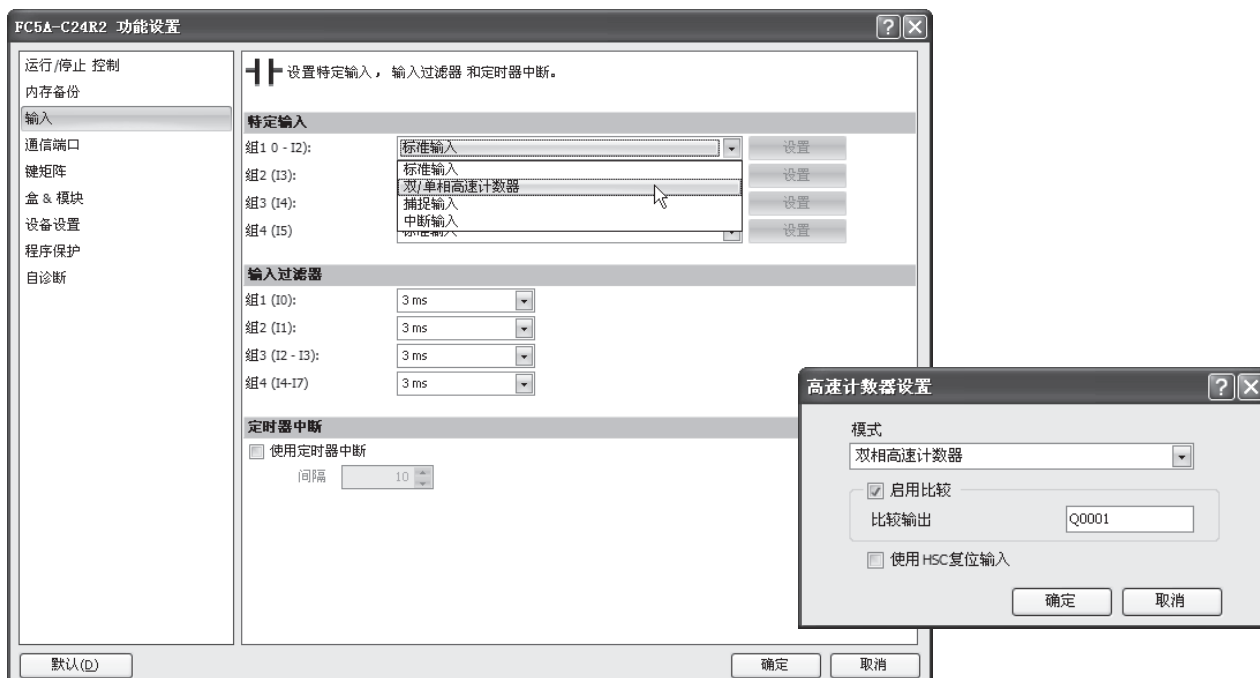 FC5A-C24R2 功能设置
运行/停止 控制
内存备份
输入
通信端口
键矩阵
盒 & 模块
设备设置
程序保护
自诊断
设置特定输入， 输入过滤器 和定时器中断。
特定输入
组1 0 - I2): 标准输入 设置
标准输入
组2 (I3): 双/单相高速计数器 设置
组3 (I4): 捕捉输入 设置
中断输入
组4 (I5) 标准输入 设置
输入过滤器
组1 (I0): 3 ms
组2 (I1): 3 ms
组3 (I2 - I3): 3 ms
组4 (I4-I7) 3 ms
定时器中断
使用定时器中断
间隔 10
默认(D) 确定 取消
高速计数器设置
模式
双相高速计数器
启用比较
比较输出 Q0001
使用 HSC复位输入
确定 取消